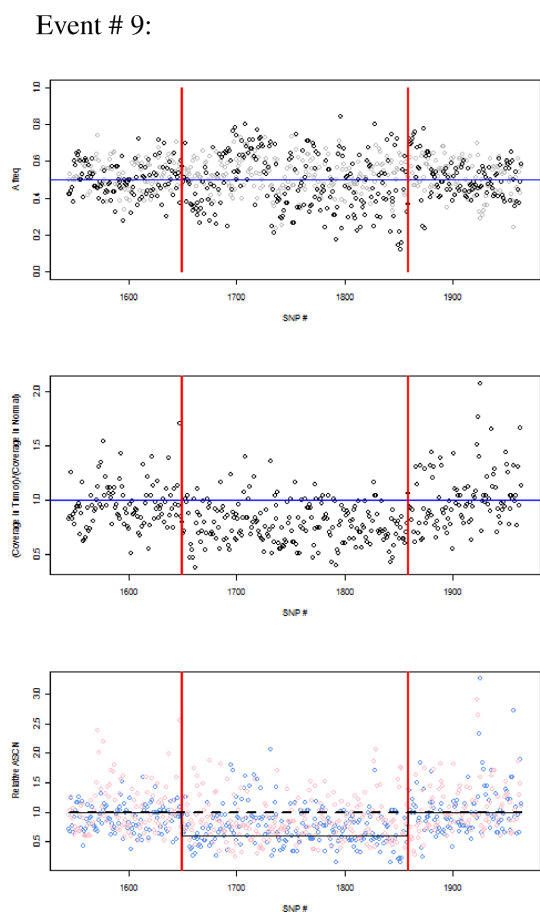 Event # 9:
1.0
0.8
0.6
0.4
0.2
0.0
A freq
1600 1700 1800 1900
SNP #
2.0
1.5
1.0
0.5
(Coverage in Tumor)/(Coverage in Normal)
1600 1700 1800 1900
SNP #
3.0
2.5
2.0
1.5
1.0
0.5
Relative ASCN
1600 1700 1800 1900
SNP #